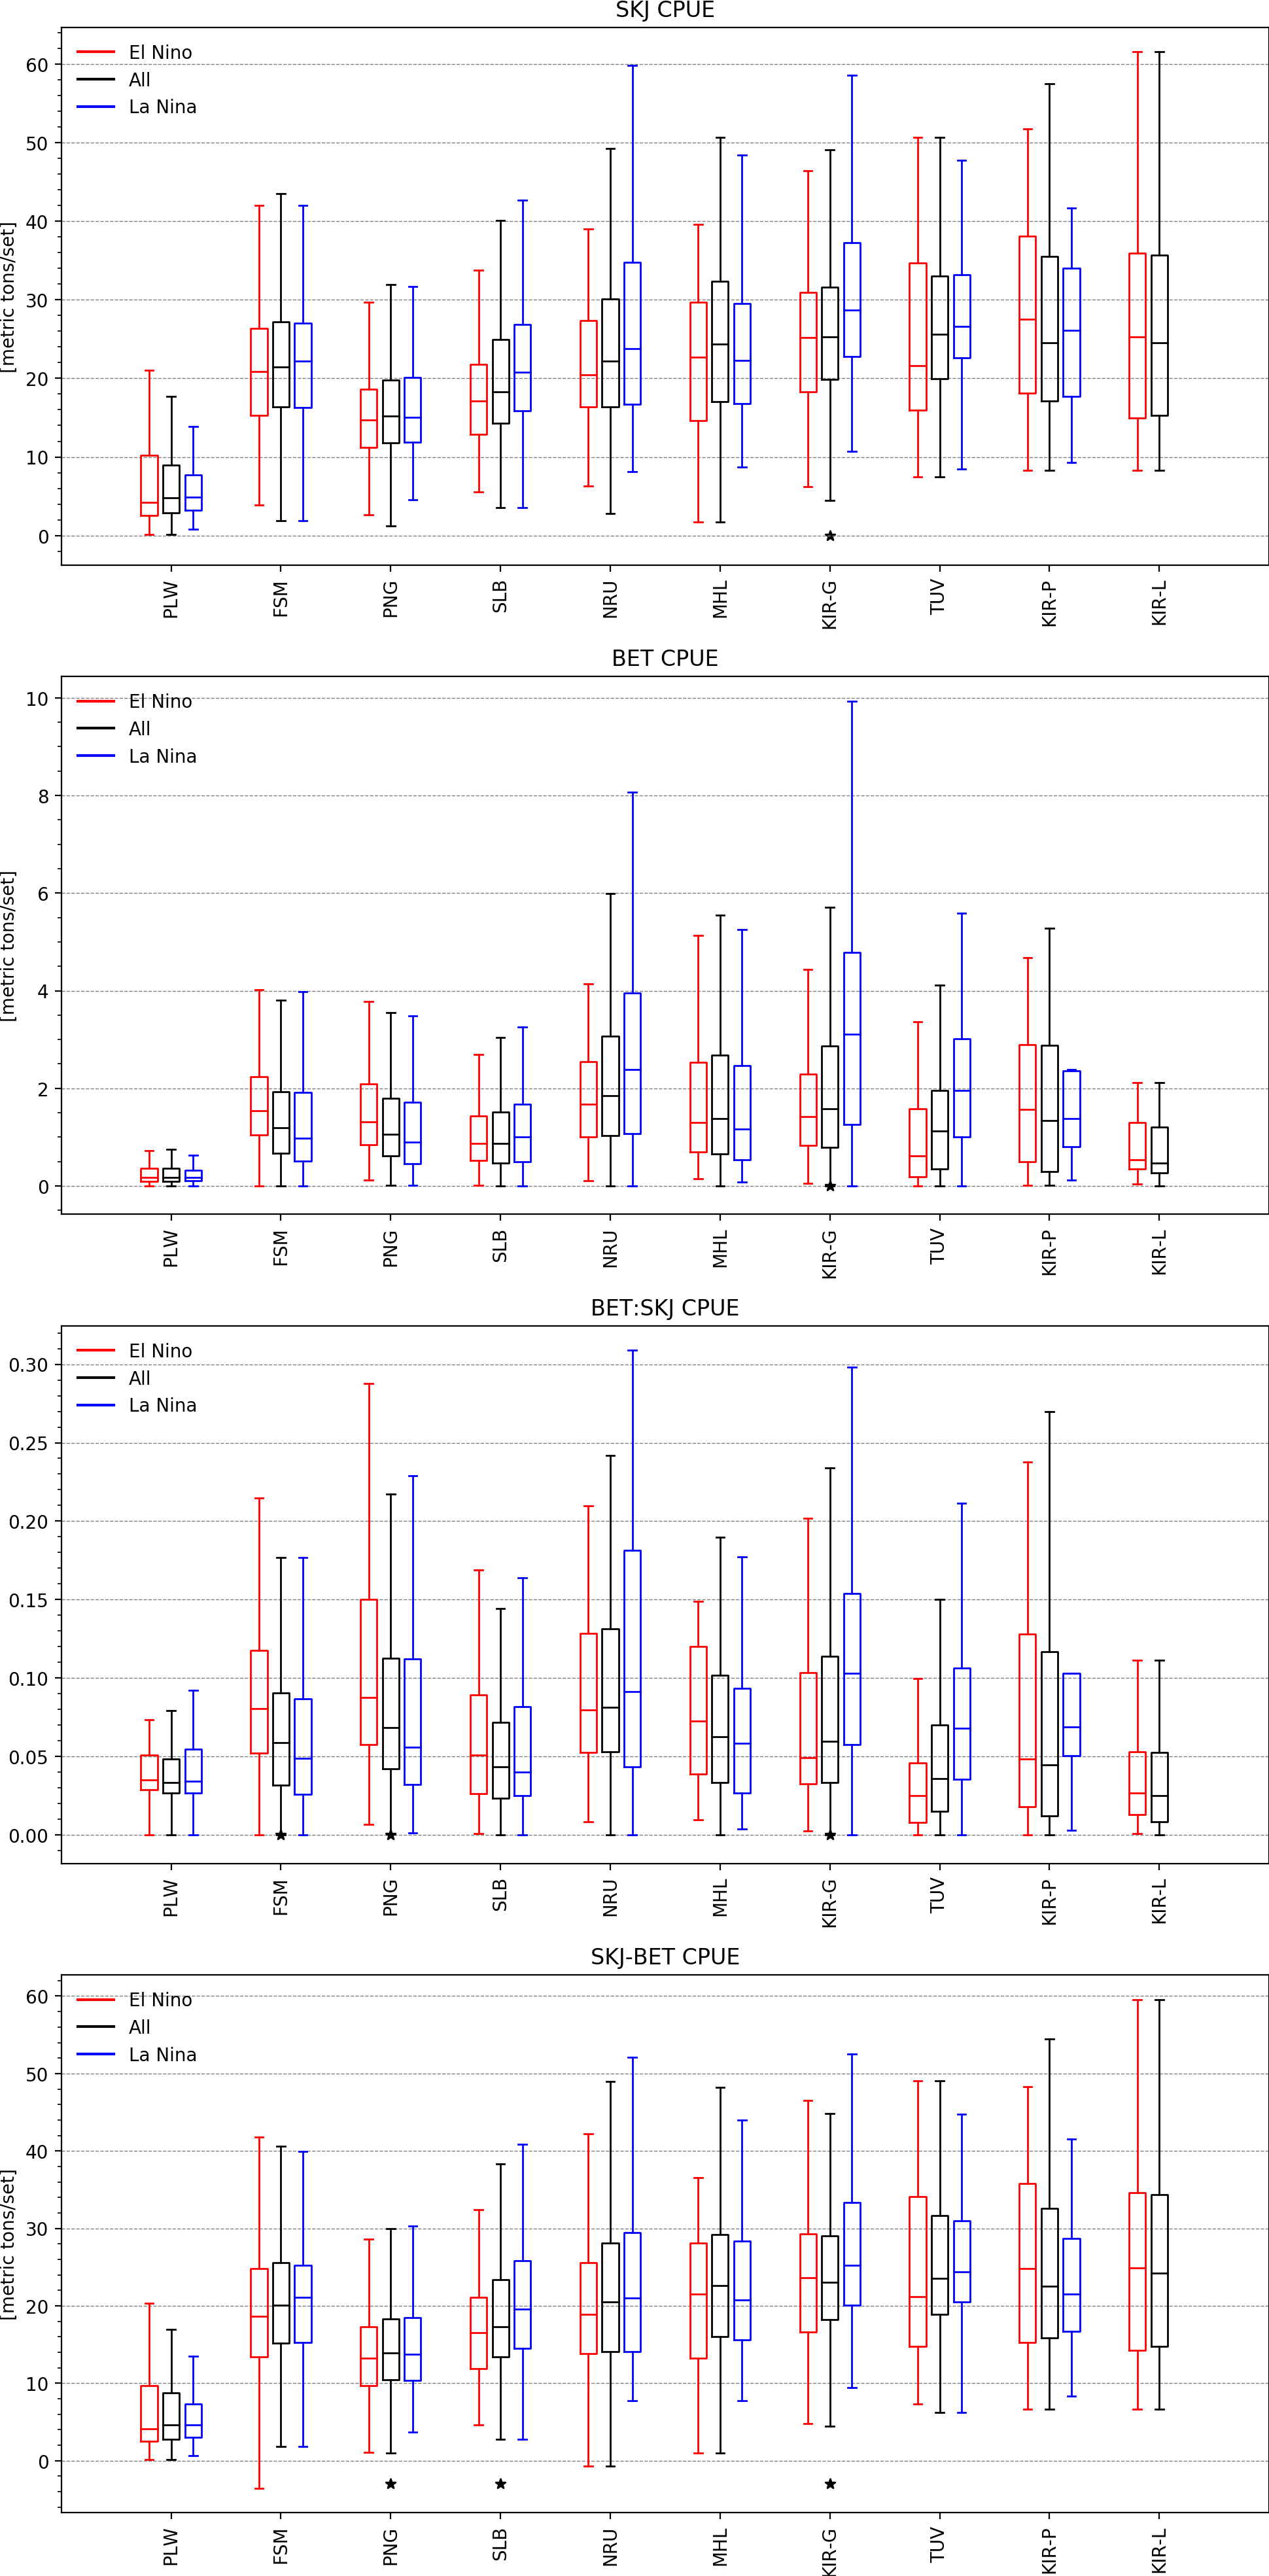 SKJ CPUE
El Nino
All
La Nina
[metric tons/set]
60
50
40
30
20
10
0
PLW
FSM
PNG
SLB
NRU
MHL
KIR-G
TUV
KIR-P
KIR-L
BET CPUE
El Nino
All
La Nina
[metric tons/set]
10
8
6
4
2
0
PLW
FSM
PNG
SLB
NRU
MHL
KIR-G
TUV
KIR-P
KIR-L
BET:SKJ CPUE
El Nino
All
La Nina
0.30
0.25
0.20
0.15
0.10
0.05
0.00
PLW
FSM
PNG
SLB
NRU
MHL
KIR-G
TUV
KIR-P
KIR-L
SKJ-BET CPUE
El Nino
All
La Nina
[metric tons/set]
60
50
40
30
20
10
0
PLW
FSM
PNG
SLB
NRU
MHL
KIR-G
TUV
KIR-P
KIR-L